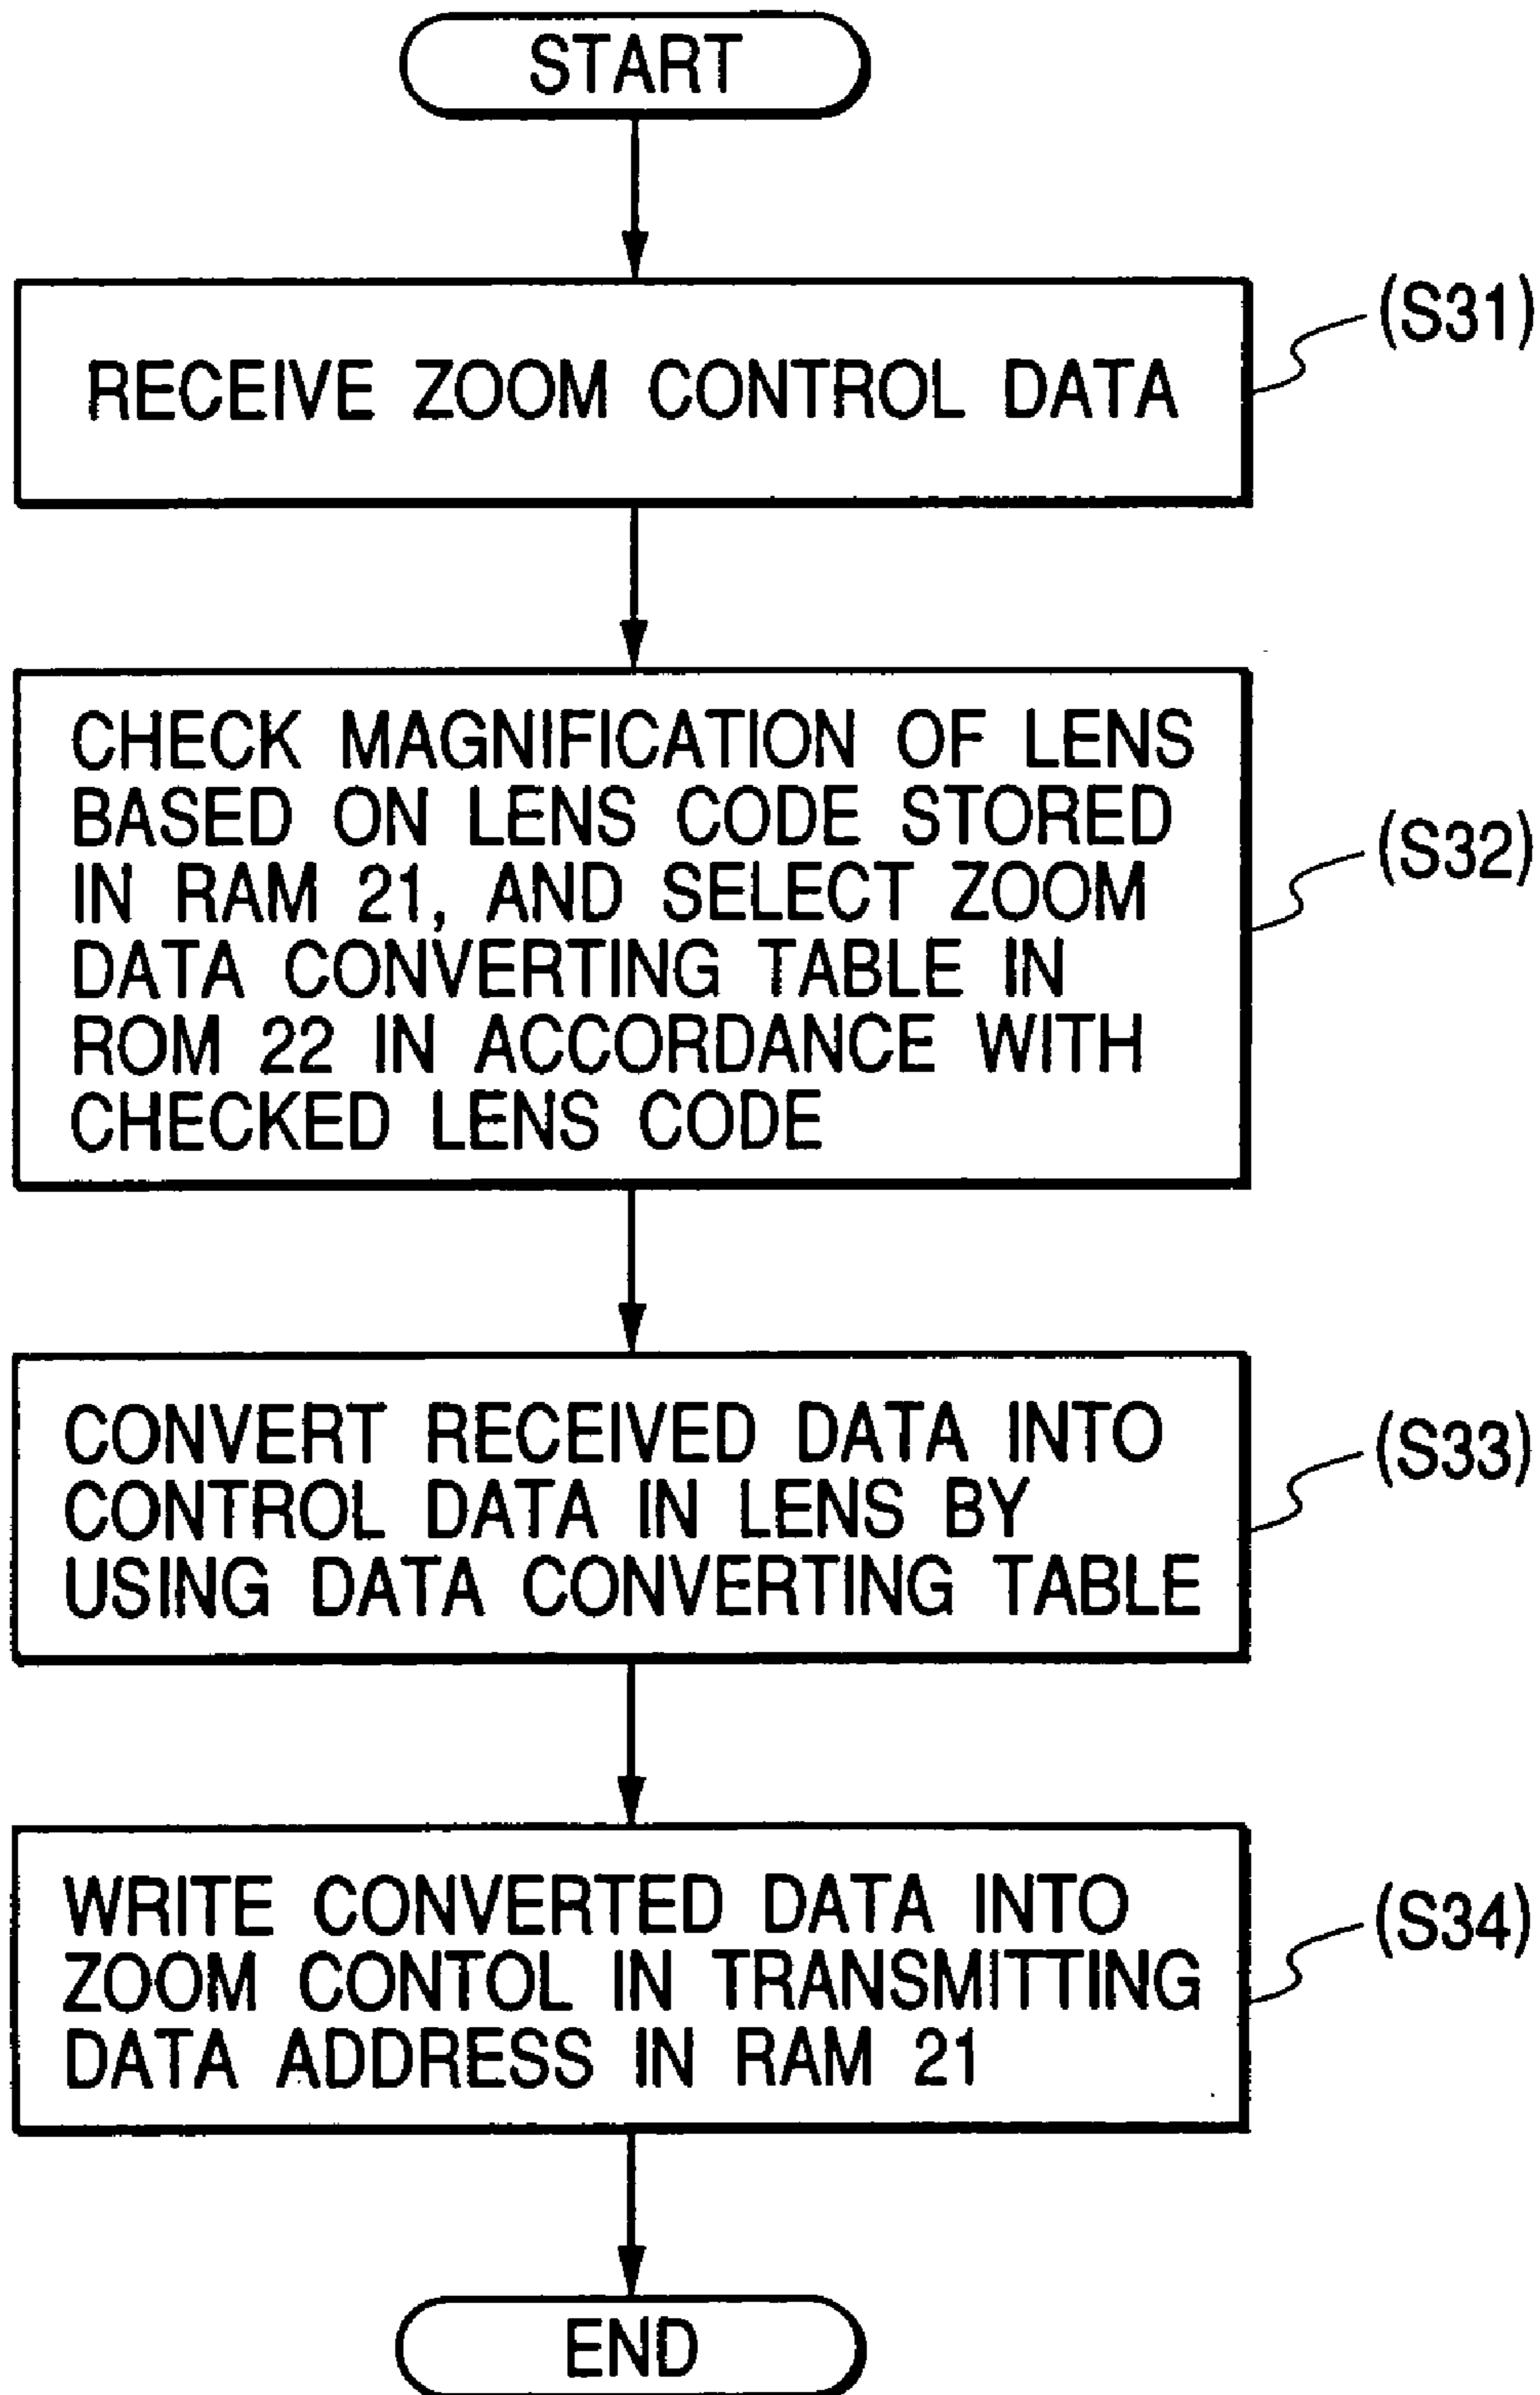 START
RECEIVE ZOOM CONTROL DATA
(S31)
CHECK MAGNIFICATION OF LENS
BASED ON LENS CODE STORED
IN RAM 21, AND SELECT ZOOM
DATA CONVERTING TABLE IN
ROM 22 IN ACCORDANCE WITH
CHECKED LENS CODE
(S32)
CONVERT RECEIVED DATA INTO
CONTROL DATA IN LENS BY
USING DATA CONVERTING TABLE
(S33)
WRITE CONVERTED DATA INTO
ZOOM CONTOL IN TRANSMITTING
DATA ADDRESS IN RAM 21
(S34)
END